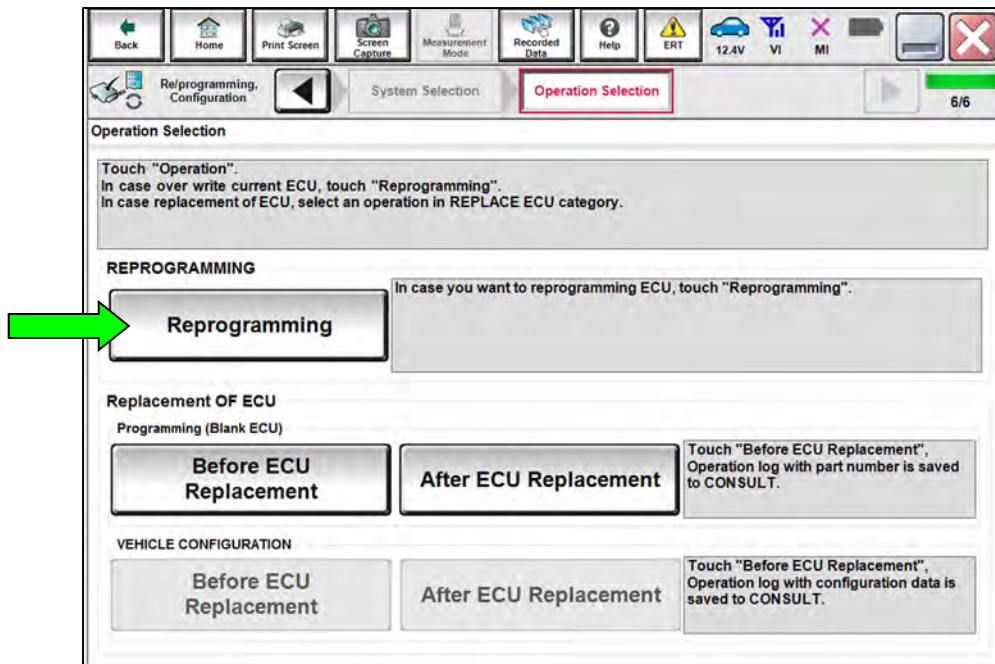 Back
Home
Print Screen
Screen
Capture
Measurement
Mode
Recorded
Data
Help
ERT
12.4V
VI
MI
Re/programming,
Configuration
System Selection
Operation Selection
6/6
Operation Selection
Touch "Operation".
In case over write current ECU, touch "Reprogramming".
In case replacement of ECU, select an operation in REPLACE ECU category.
REPROGRAMMING
Reprogramming
In case you want to reprogramming ECU, touch "Reprogramming".
Replacement OF ECU
Programming (Blank ECU)
Before ECU
Replacement
After ECU Replacement
Touch "Before ECU Replacement",
Operation log with part number is saved
to CONSULT.
VEHICLE CONFIGURATION
Before ECU
Replacement
After ECU Replacement
Touch "Before ECU Replacement",
Operation log with configuration data is
saved to CONSULT.